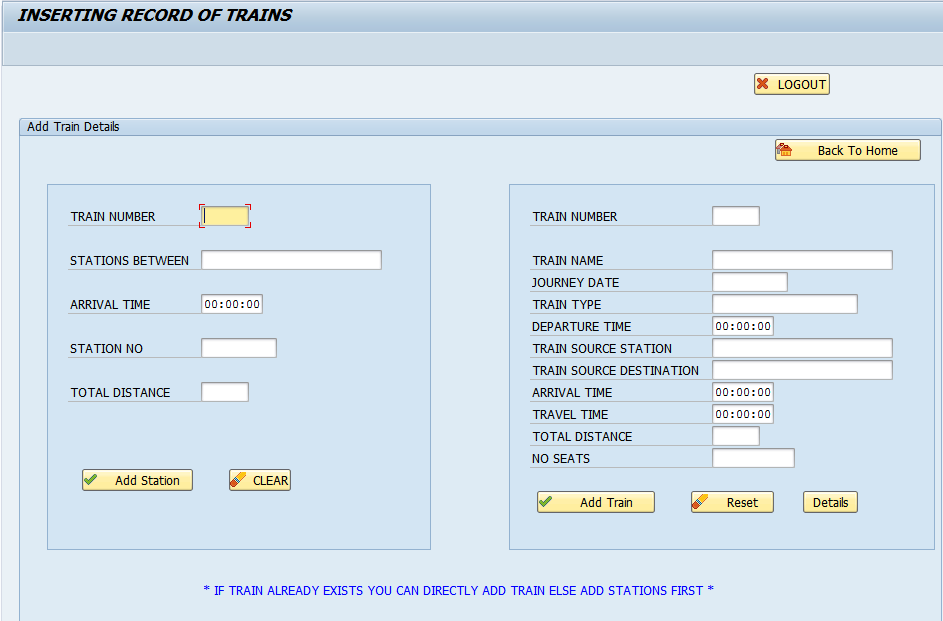 INSERTING RECORD OF TRAINS
LOGOUT
Add Train Details
Back To Home
TRAIN NUMBER
STATIONS BETWEEN
ARRIVAL TIME 00:00:00
STATION NO
TOTAL DISTANCE
Add Station CLEAR
TRAIN NUMBER
TRAIN NAME
JOURNEY DATE
TRAIN TYPE
DEPARTURE TIME 00:00:00
TRAIN SOURCE STATION
TRAIN SOURCE DESTINATION
ARRIVAL TIME 00:00:00
TRAVEL TIME 00:00:00
TOTAL DISTANCE
NO SEATS
Add Train Reset Details
* IF TRAIN ALREADY EXISTS YOU CAN DIRECTLY ADD TRAIN ELSE ADD STATIONS FIRST *